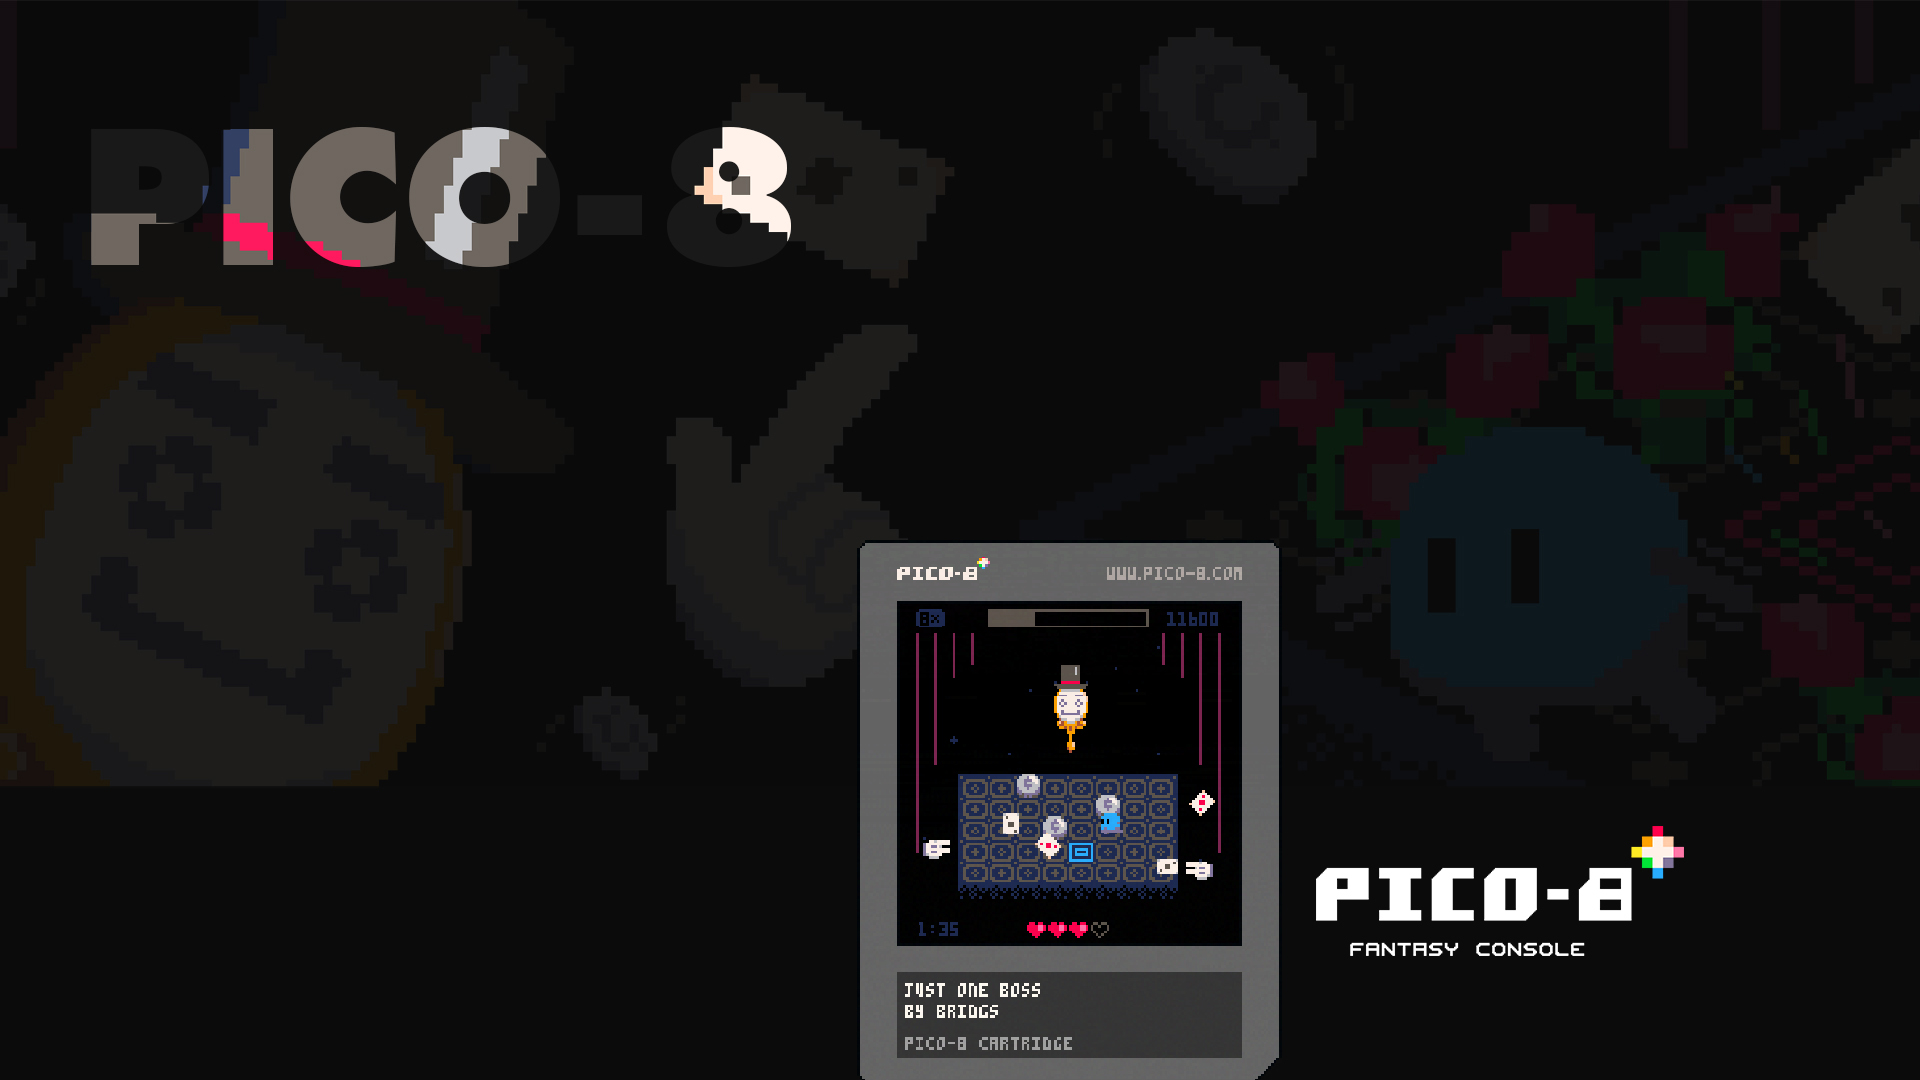 PICO-8
PICO-8
WWW.PICO-8.COM
11600
1:35
JUST ONE BOSS
BY BRIDGS
PICO-8 CARTRIDGE
PICO-8
FANTASY CONSOLE